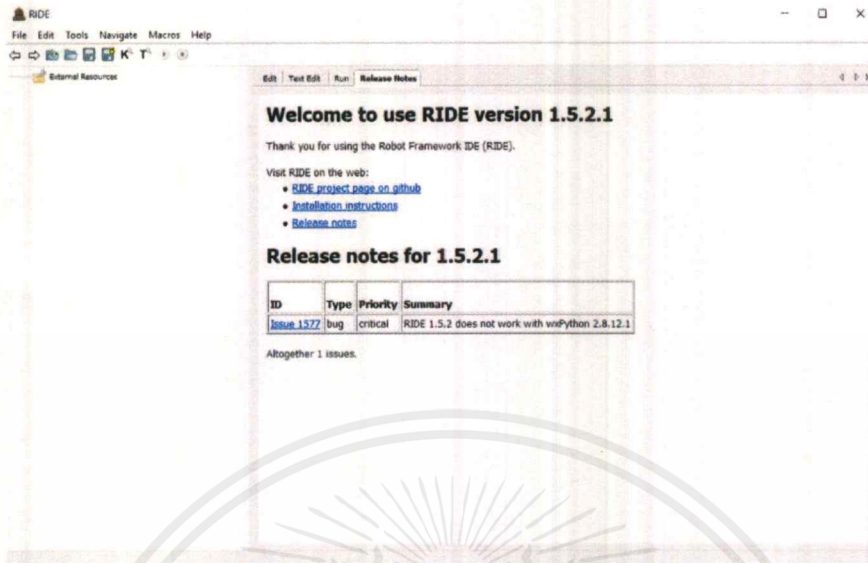 RIDE
File Edit Tools Navigate Macros Help
External Resources
Edit Text Edit Run Release Notes
Welcome to use RIDE version 1.5.2.1
Thank you for using the Robot Framework IDE (RIDE).
Visit RIDE on the web:
• RIDE project page on github
• Installation instructions
• Release notes
Release notes for 1.5.2.1
ID Type Priority Summary
Issue 1577 bug critical RIDE 1.5.2 does not work with wxPython 2.8.12.1
Altogether 1 issues.